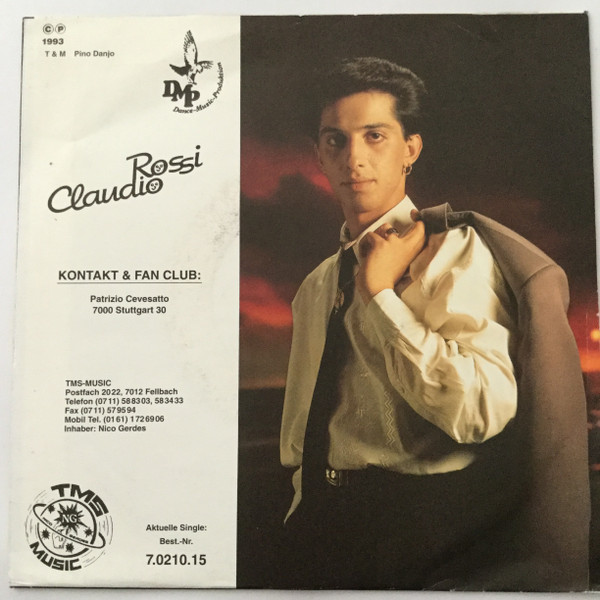 © ℗
1993
T & M Pino Danjo
DMP
Dance-Music-Produktion
Claudio Rossi
KONTAKT & FAN CLUB:
Patrizio Cevesatto
7000 Stuttgart 30
TMS-MUSIC
Postfach 2022, 7012 Fellbach
Telefon (0711) 588303, 583433
Fax (0711) 579594
Mobil Tel. (0161) 1726906
Inhaber: Nico Gerdes
TMS
NG
MUSIC
Aktuelle Single:
Best.-Nr.
7.0210.15